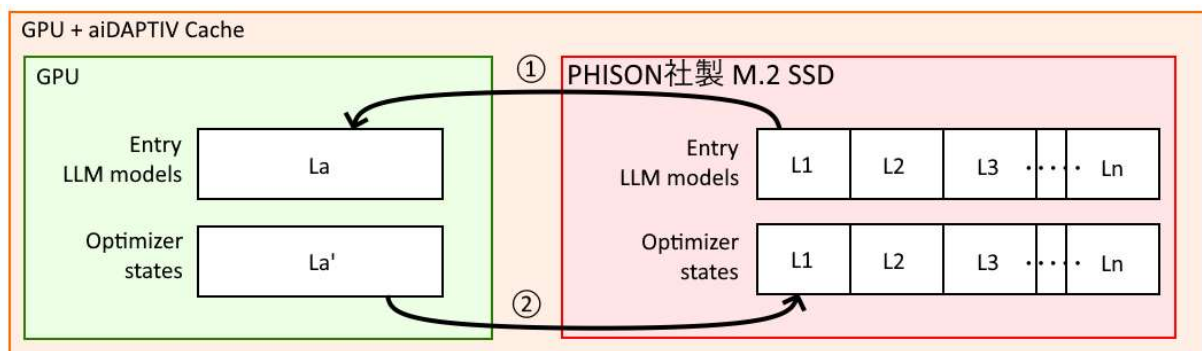 GPU + aiDAPTIV Cache
GPU
①
PHISON社製 M.2 SSD
Entry
LLM models
La
Entry
LLM models
L1
L2
L3
·····
Ln
Optimizer
states
La'
Optimizer
states
L1
L2
L3
·····
Ln
②